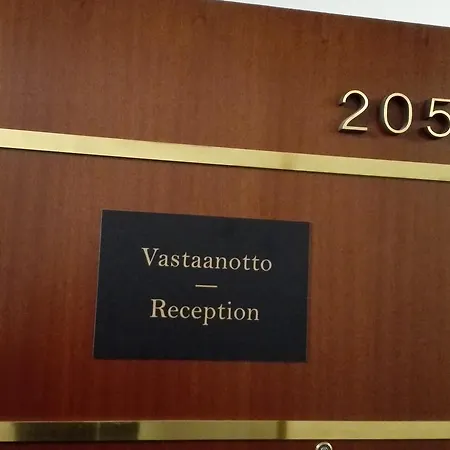 205
Vastaanotto
—
Reception